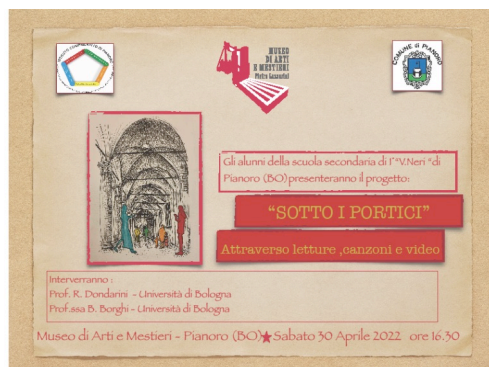 MUSEO
DI ARTI
E MESTIERI
Pietro Lazzarini
COMUNE PIANORO
Gli alunni della scuola secondaria di 1° "V.Neri "di
Pianoro (BO) presenteranno il progetto:
"SOTTO I PORTICI"
Attraverso letture ,canzoni e video
Interverranno :
Prof. R. Dondarini - Università di Bologna
Prof.ssa B. Borghi - Università di Bologna
Museo di Arti e Mestieri - Pianoro (BO)★Sabato 30 Aprile 2022 ore 16.30